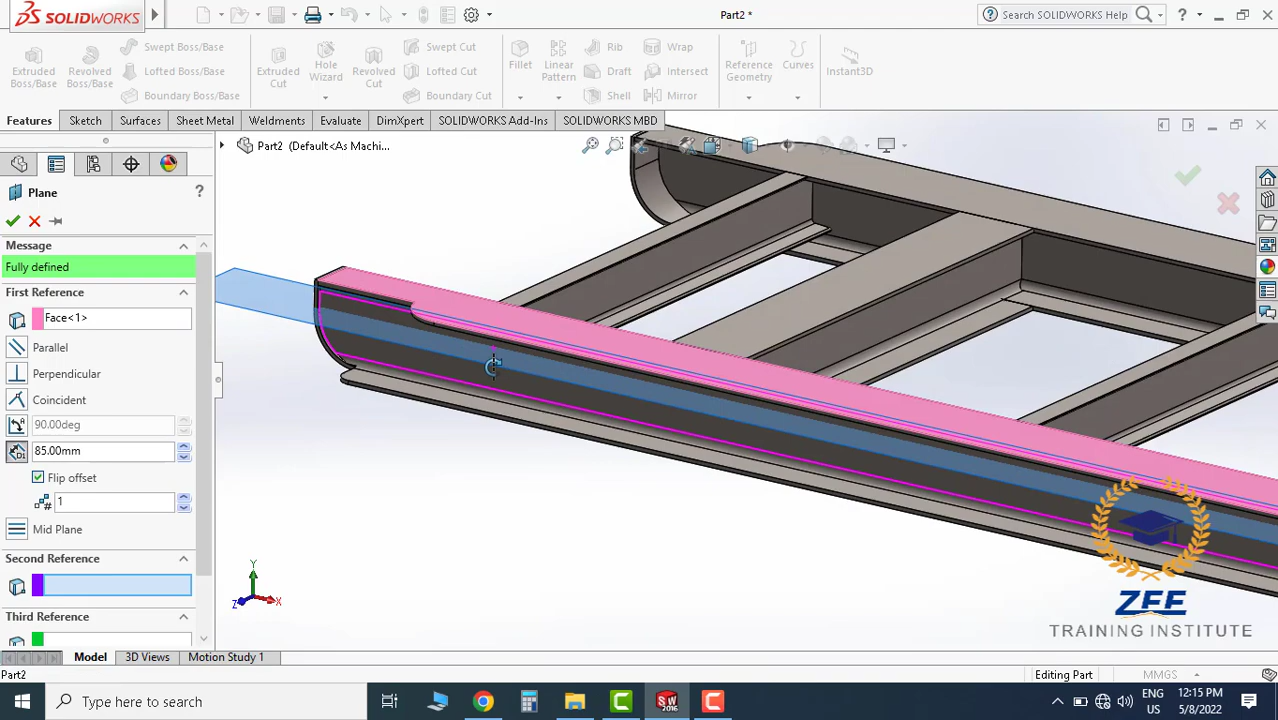 SOLIDWORKS
Part2 *
Search SOLIDWORKS Help
?
Extruded Boss/Base
Revolved Boss/Base
Swept Boss/Base
Lofted Boss/Base
Boundary Boss/Base
Extruded Cut
Hole Wizard
Revolved Cut
Swept Cut
Lofted Cut
Boundary Cut
Fillet
Linear Pattern
Rib
Draft
Shell
Wrap
Intersect
Mirror
Reference Geometry
Curves
Instant3D
Features
Sketch
Surfaces
Sheet Metal
Weldments
Evaluate
DimXpert
SOLIDWORKS Add-Ins
SOLIDWORKS MBD
Part2 (Default<As Machi...
Plane
?
Message
Fully defined
First Reference
Face<1>
Parallel
Perpendicular
Coincident
90.00deg
85.00mm
Flip offset
1
Mid Plane
Second Reference
Third Reference
Y
Z
X
ZEE
TRAINING INSTITUTE
Model
3D Views
Motion Study 1
Part2
Editing Part
MMGS
Type here to search
SW
2016
ENG
US
12:15 PM
5/8/2022